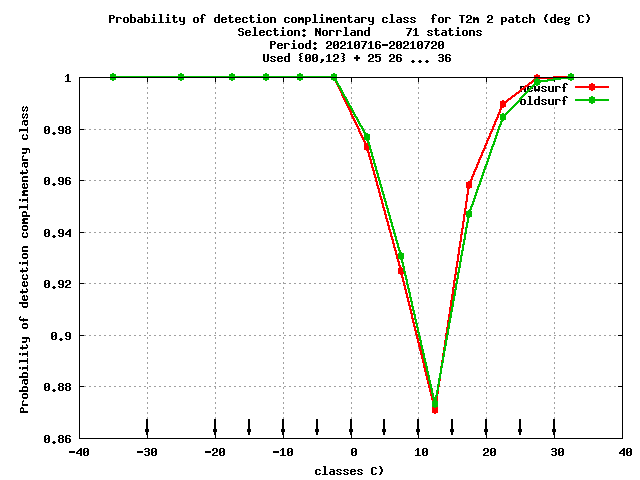 Probability of detection complimentary class  for T2m 2 patch (deg C)
Selection: Norrland     71 stations
Period: 20210716-20210720
Used {00,12} + 25 26 ... 36
Probability of detection complimentary class
1
0.98
0.96
0.94
0.92
0.9
0.88
0.86
newsurf
oldsurf
-40 -30 -20 -10 0 10 20 30 40
classes C)